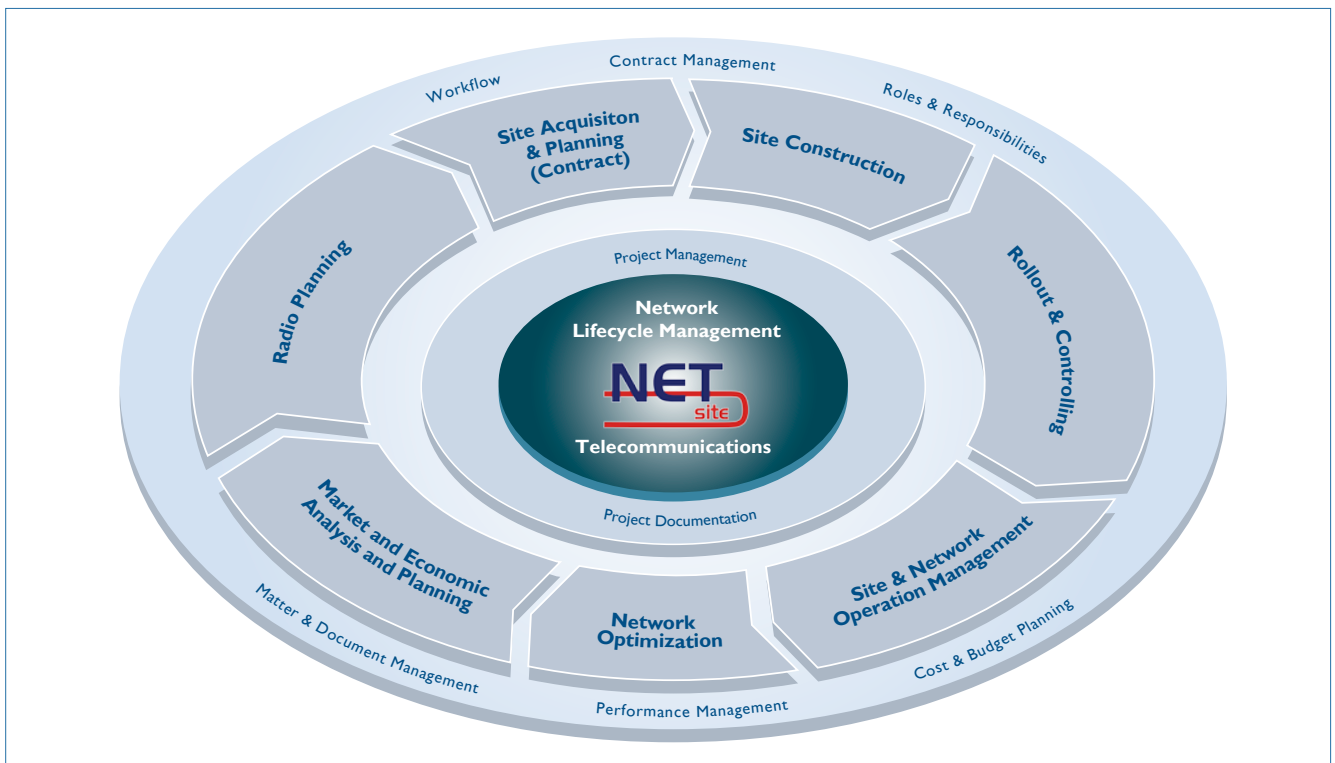 Contract Management
Workflow
Roles & Responsibilities
Site Acquisiton
& Planning
(Contract)
Site Construction
Radio Planning
Rollout & Controlling
Project Management
Network
Lifecycle Management
NET
site
Telecommunications
Project Documentation
Market and Economic
Analysis and Planning
Network
Optimization
Site & Network
Operation Management
Matter & Document Management
Performance Management
Cost & Budget Planning